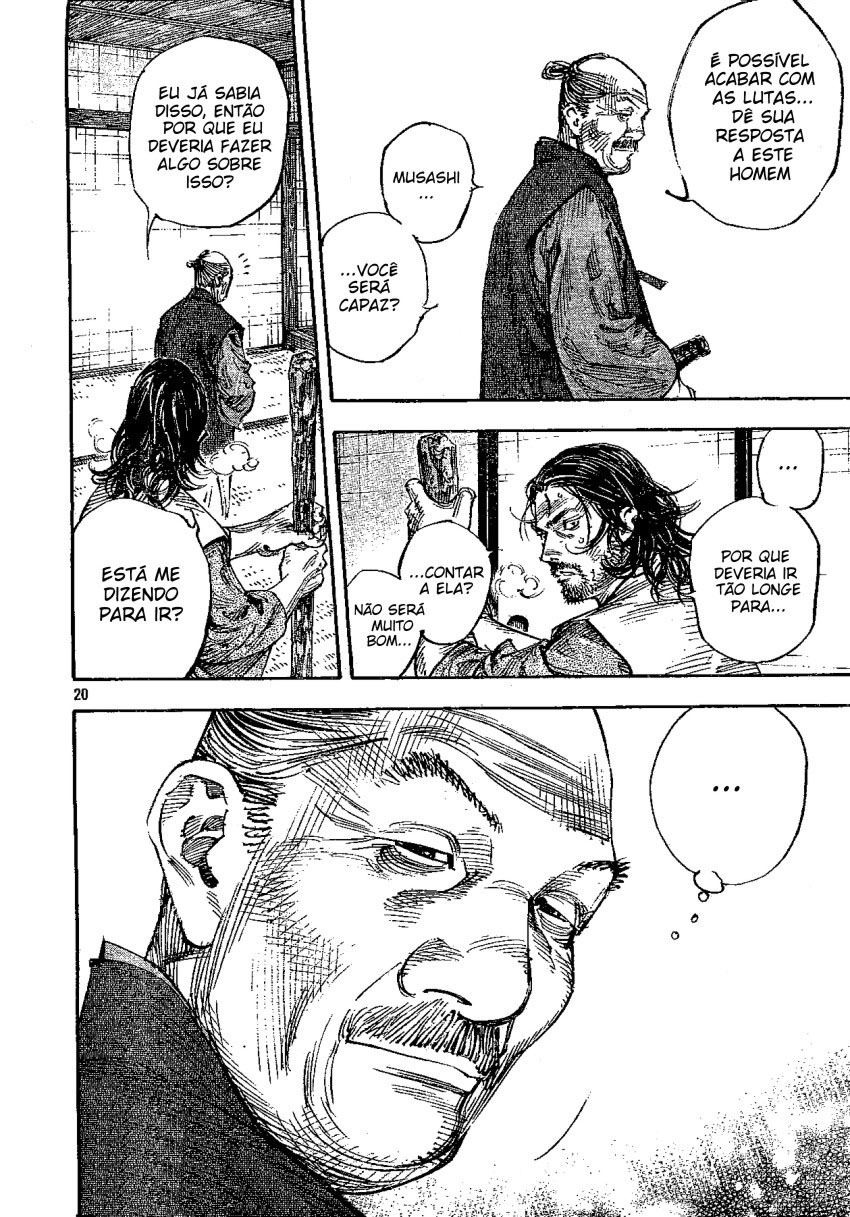 É POSSÍVEL
ACABAR COM
AS LUTAS...
DÊ SUA
RESPOSTA
A ESTE
HOMEM
MUSASHI
...
...VOCÊ
SERÁ
CAPAZ?
EU JÁ SABIA
DISSO, ENTÃO
POR QUE EU
DEVERIA FAZER
ALGO SOBRE
ISSO?
ESTÁ ME
DIZENDO
PARA IR?
...
POR QUE
DEVERIA IR
TÃO LONGE
PARA...
...CONTAR
A ELA?
NÃO SERÁ
MUITO
BOM...
20
...